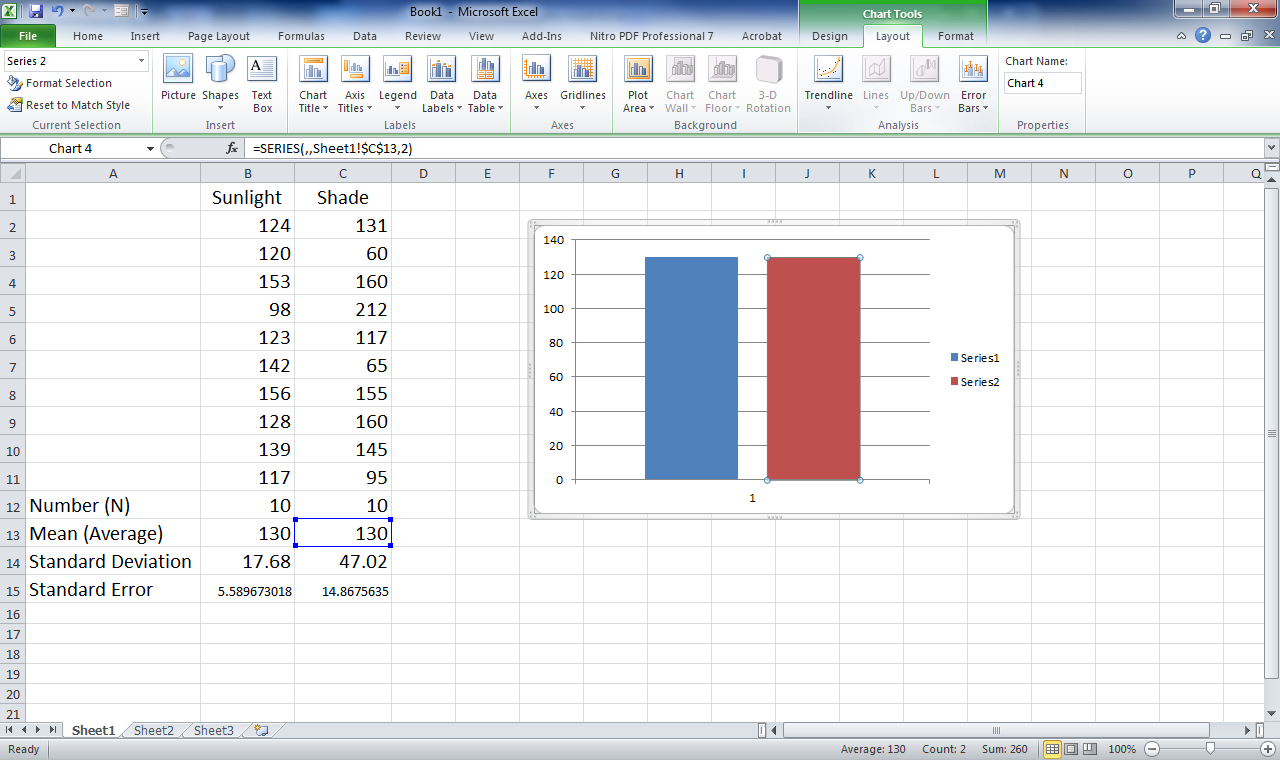 Book1 - Microsoft Excel
Chart Tools
File Home Insert Page Layout Formulas Data Review View Add-Ins Nitro PDF Professional 7 Acrobat Design Layout Format
Series 2
Format Selection
Reset to Match Style
Current Selection
Picture Shapes Text Box
Insert
Chart Title Axis Titles Legend Data Labels Data Table
Labels
Axes Gridlines
Axes
Plot Area Chart Wall Chart Floor 3-D Rotation
Background
Trendline Lines Up/Down Bars Error Bars
Analysis
Chart Name:
Chart 4
Properties
Chart 4 fx =SERIES(,,Sheet1!$C$13,2)
A B C D E F G H I J K L M N O P Q
1 Sunlight Shade
2 124 131
3 120 60
4 153 160
5 98 212
6 123 117
7 142 65
8 156 155
9 128 160
10 139 145
11 117 95
12 Number (N) 10 10
13 Mean (Average) 130 130
14 Standard Deviation 17.68 47.02
15 Standard Error 5.589673018 14.8675635
16
17
18
19
20
21
140
120
100
80
60
40
20
0
1
Series1
Series2
Sheet1 Sheet2 Sheet3
Ready Average: 130 Count: 2 Sum: 260 100%